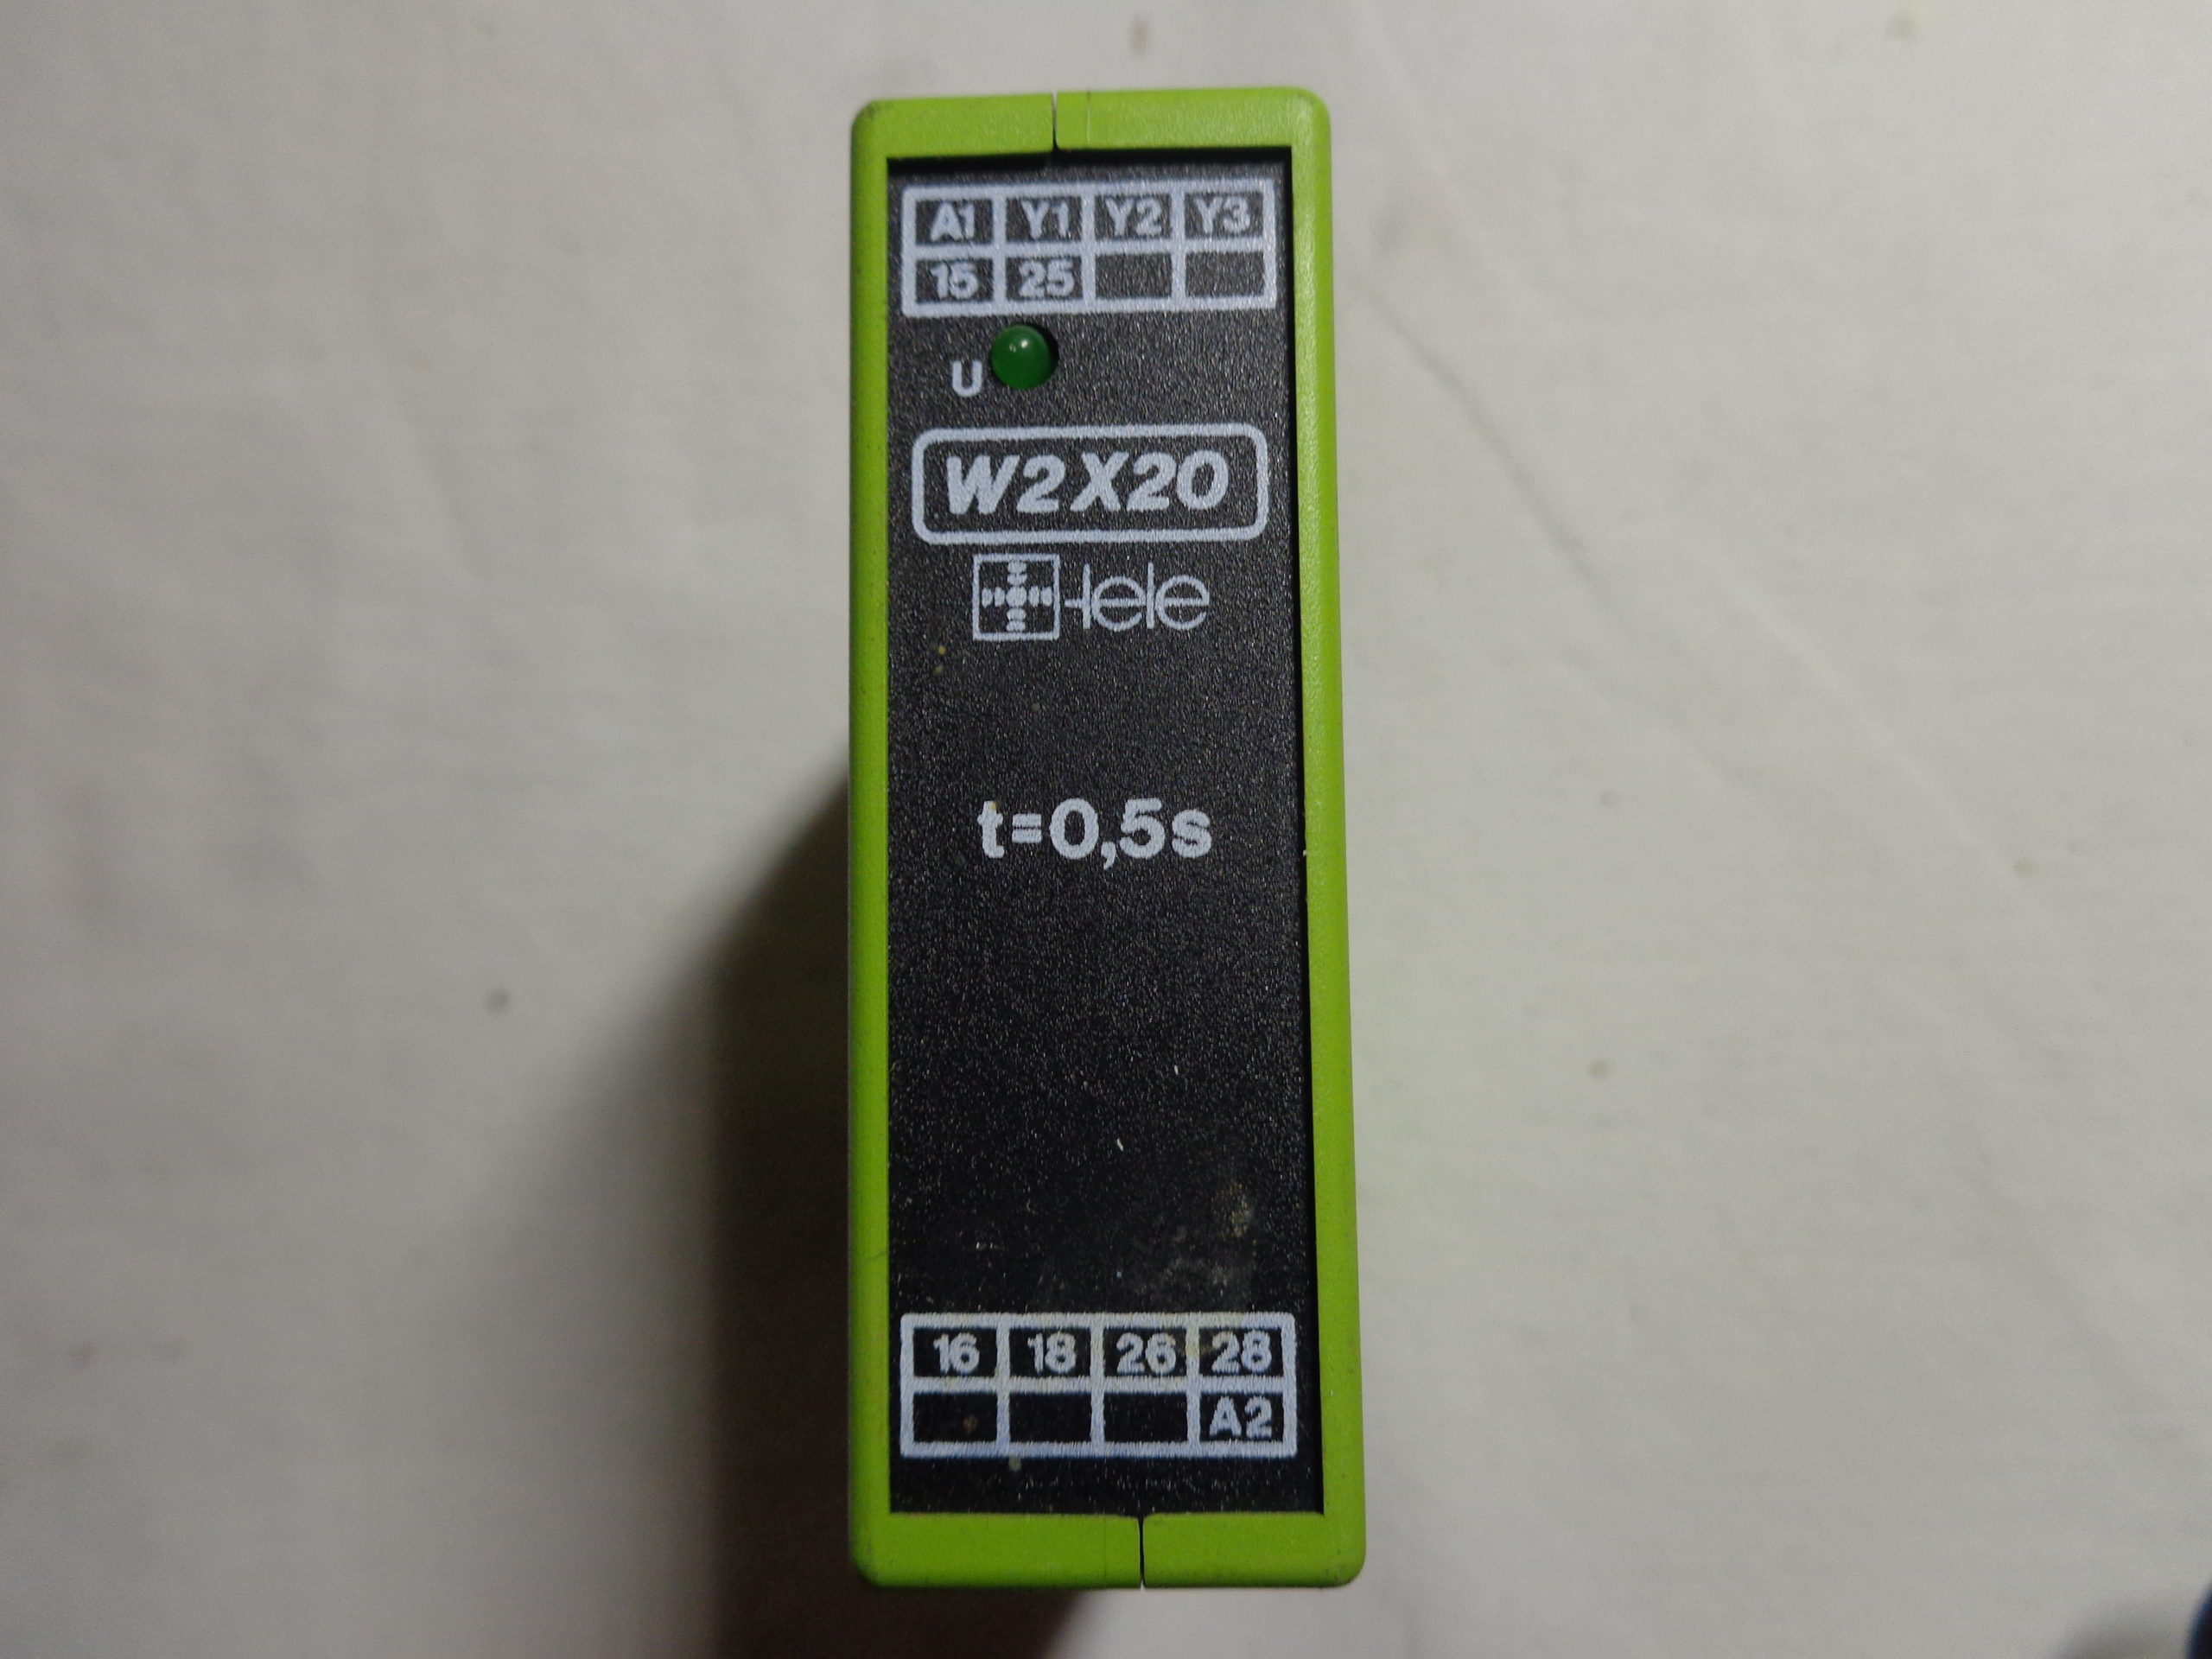 A1 Y1 Y2 Y3
15 25
U
W2X20
tele
t=0,5s
16 18 26 28
A2